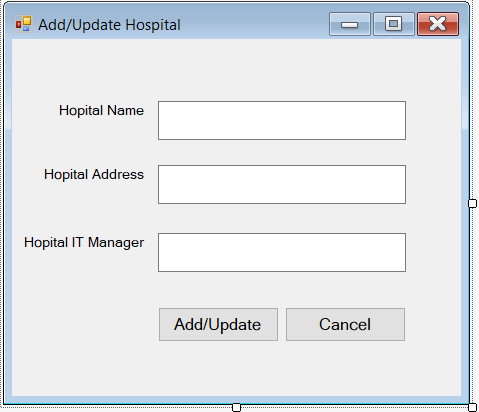 Add/Update Hospital
Hopital Name
Hopital Address
Hopital IT Manager
Add/Update Cancel